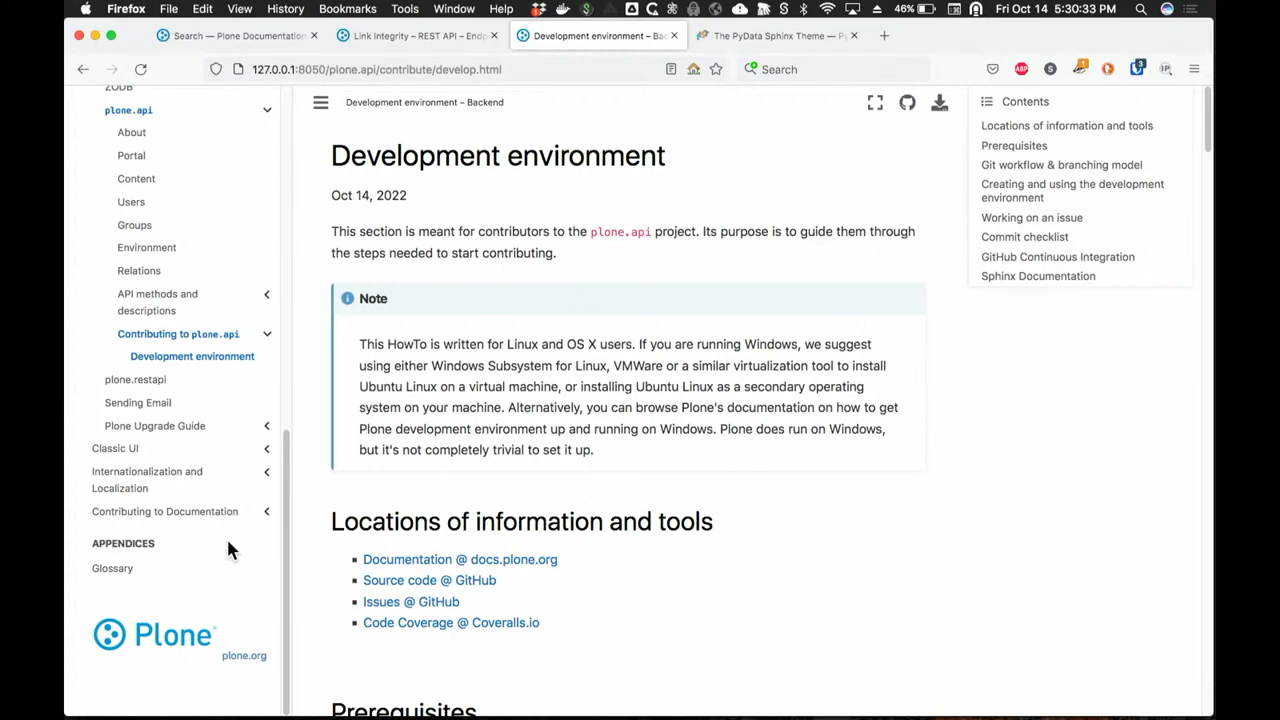 Firefox File Edit View History Bookmarks Tools Window Help 46% Fri Oct 14 5:30:33 PM
Search — Plone Documentation
Link Integrity – REST API – Endp
Development environment – Bac
The PyData Sphinx Theme — Py
127.0.0.1:8050/plone.api/contribute/develop.html
Search
ABP
S
1
3
IP
ZODB
plone.api
About
Portal
Content
Users
Groups
Environment
Relations
API methods and
descriptions
Contributing to plone.api
Development environment
plone.restapi
Sending Email
Plone Upgrade Guide
Classic UI
Internationalization and
Localization
Contributing to Documentation
APPENDICES
Glossary
Plone
plone.org
Development environment – Backend
Development environment
Oct 14, 2022
This section is meant for contributors to the plone.api project. Its purpose is to guide them through
the steps needed to start contributing.
Note
This HowTo is written for Linux and OS X users. If you are running Windows, we suggest
using either Windows Subsystem for Linux, VMWare or a similar virtualization tool to install
Ubuntu Linux on a virtual machine, or installing Ubuntu Linux as a secondary operating
system on your machine. Alternatively, you can browse Plone's documentation on how to get
Plone development environment up and running on Windows. Plone does run on Windows,
but it's not completely trivial to set it up.
Locations of information and tools
Documentation @ docs.plone.org
Source code @ GitHub
Issues @ GitHub
Code Coverage @ Coveralls.io
Prerequisites
Contents
Locations of information and tools
Prerequisites
Git workflow & branching model
Creating and using the development
environment
Working on an issue
Commit checklist
GitHub Continuous Integration
Sphinx Documentation